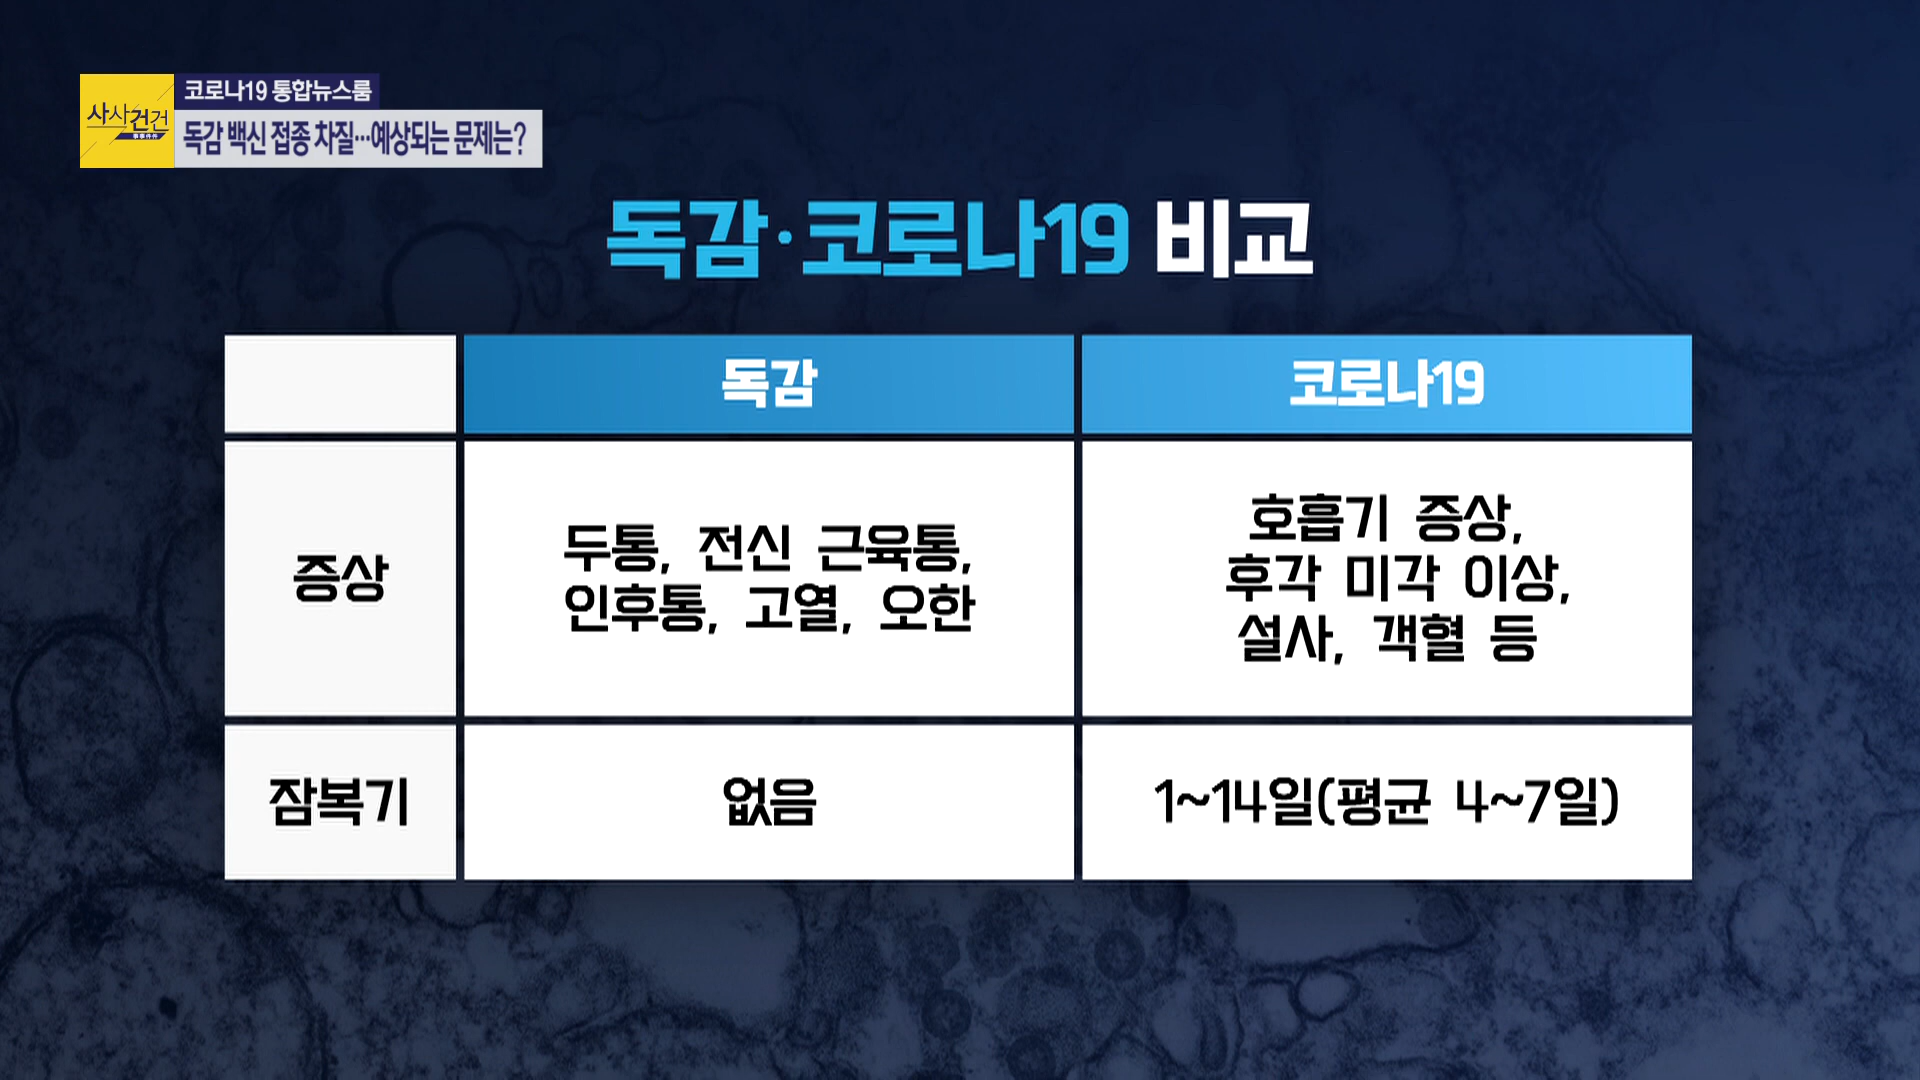 사사건건
事事件件
코로나19 통합뉴스룸
독감 백신 접종 차질…예상되는 문제는?
독감·코로나19 비교
독감
코로나19
증상
두통, 전신 근육통,
인후통, 고열, 오한
호흡기 증상,
후각 미각 이상,
설사, 객혈 등
잠복기
없음
1~14일(평균 4~7일)